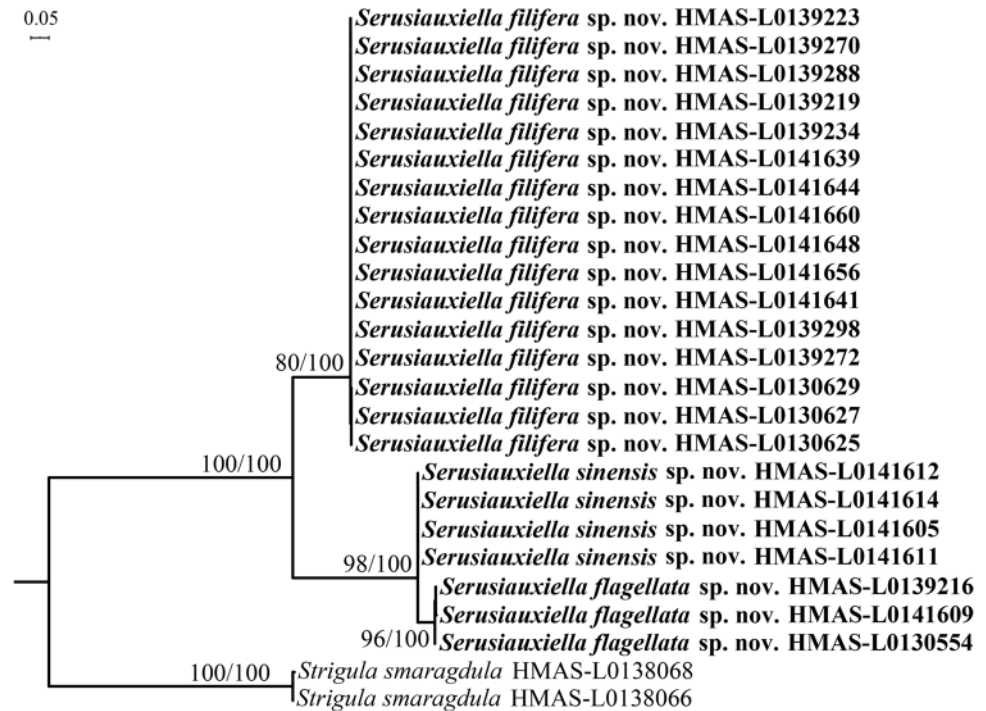 0.05
Serusiauxiella filifera sp. nov. HMAS-L0139223
Serusiauxiella filifera sp. nov. HMAS-L0139270
Serusiauxiella filifera sp. nov. HMAS-L0139288
Serusiauxiella filifera sp. nov. HMAS-L0139219
Serusiauxiella filifera sp. nov. HMAS-L0139234
Serusiauxiella filifera sp. nov. HMAS-L0141639
Serusiauxiella filifera sp. nov. HMAS-L0141644
Serusiauxiella filifera sp. nov. HMAS-L0141660
Serusiauxiella filifera sp. nov. HMAS-L0141648
Serusiauxiella filifera sp. nov. HMAS-L0141656
Serusiauxiella filifera sp. nov. HMAS-L0141641
Serusiauxiella filifera sp. nov. HMAS-L0139298
Serusiauxiella filifera sp. nov. HMAS-L0139272
80/100
Serusiauxiella filifera sp. nov. HMAS-L0130629
Serusiauxiella filifera sp. nov. HMAS-L0130627
Serusiauxiella filifera sp. nov. HMAS-L0130625
100/100
Serusiauxiella sinensis sp. nov. HMAS-L0141612
Serusiauxiella sinensis sp. nov. HMAS-L0141614
Serusiauxiella sinensis sp. nov. HMAS-L0141605
Serusiauxiella sinensis sp. nov. HMAS-L0141611
98/100
Serusiauxiella flagellata sp. nov. HMAS-L0139216
Serusiauxiella flagellata sp. nov. HMAS-L0141609
Serusiauxiella flagellata sp. nov. HMAS-L0130554
96/100
100/100
Strigula smaragdula HMAS-L0138068
Strigula smaragdula HMAS-L0138066